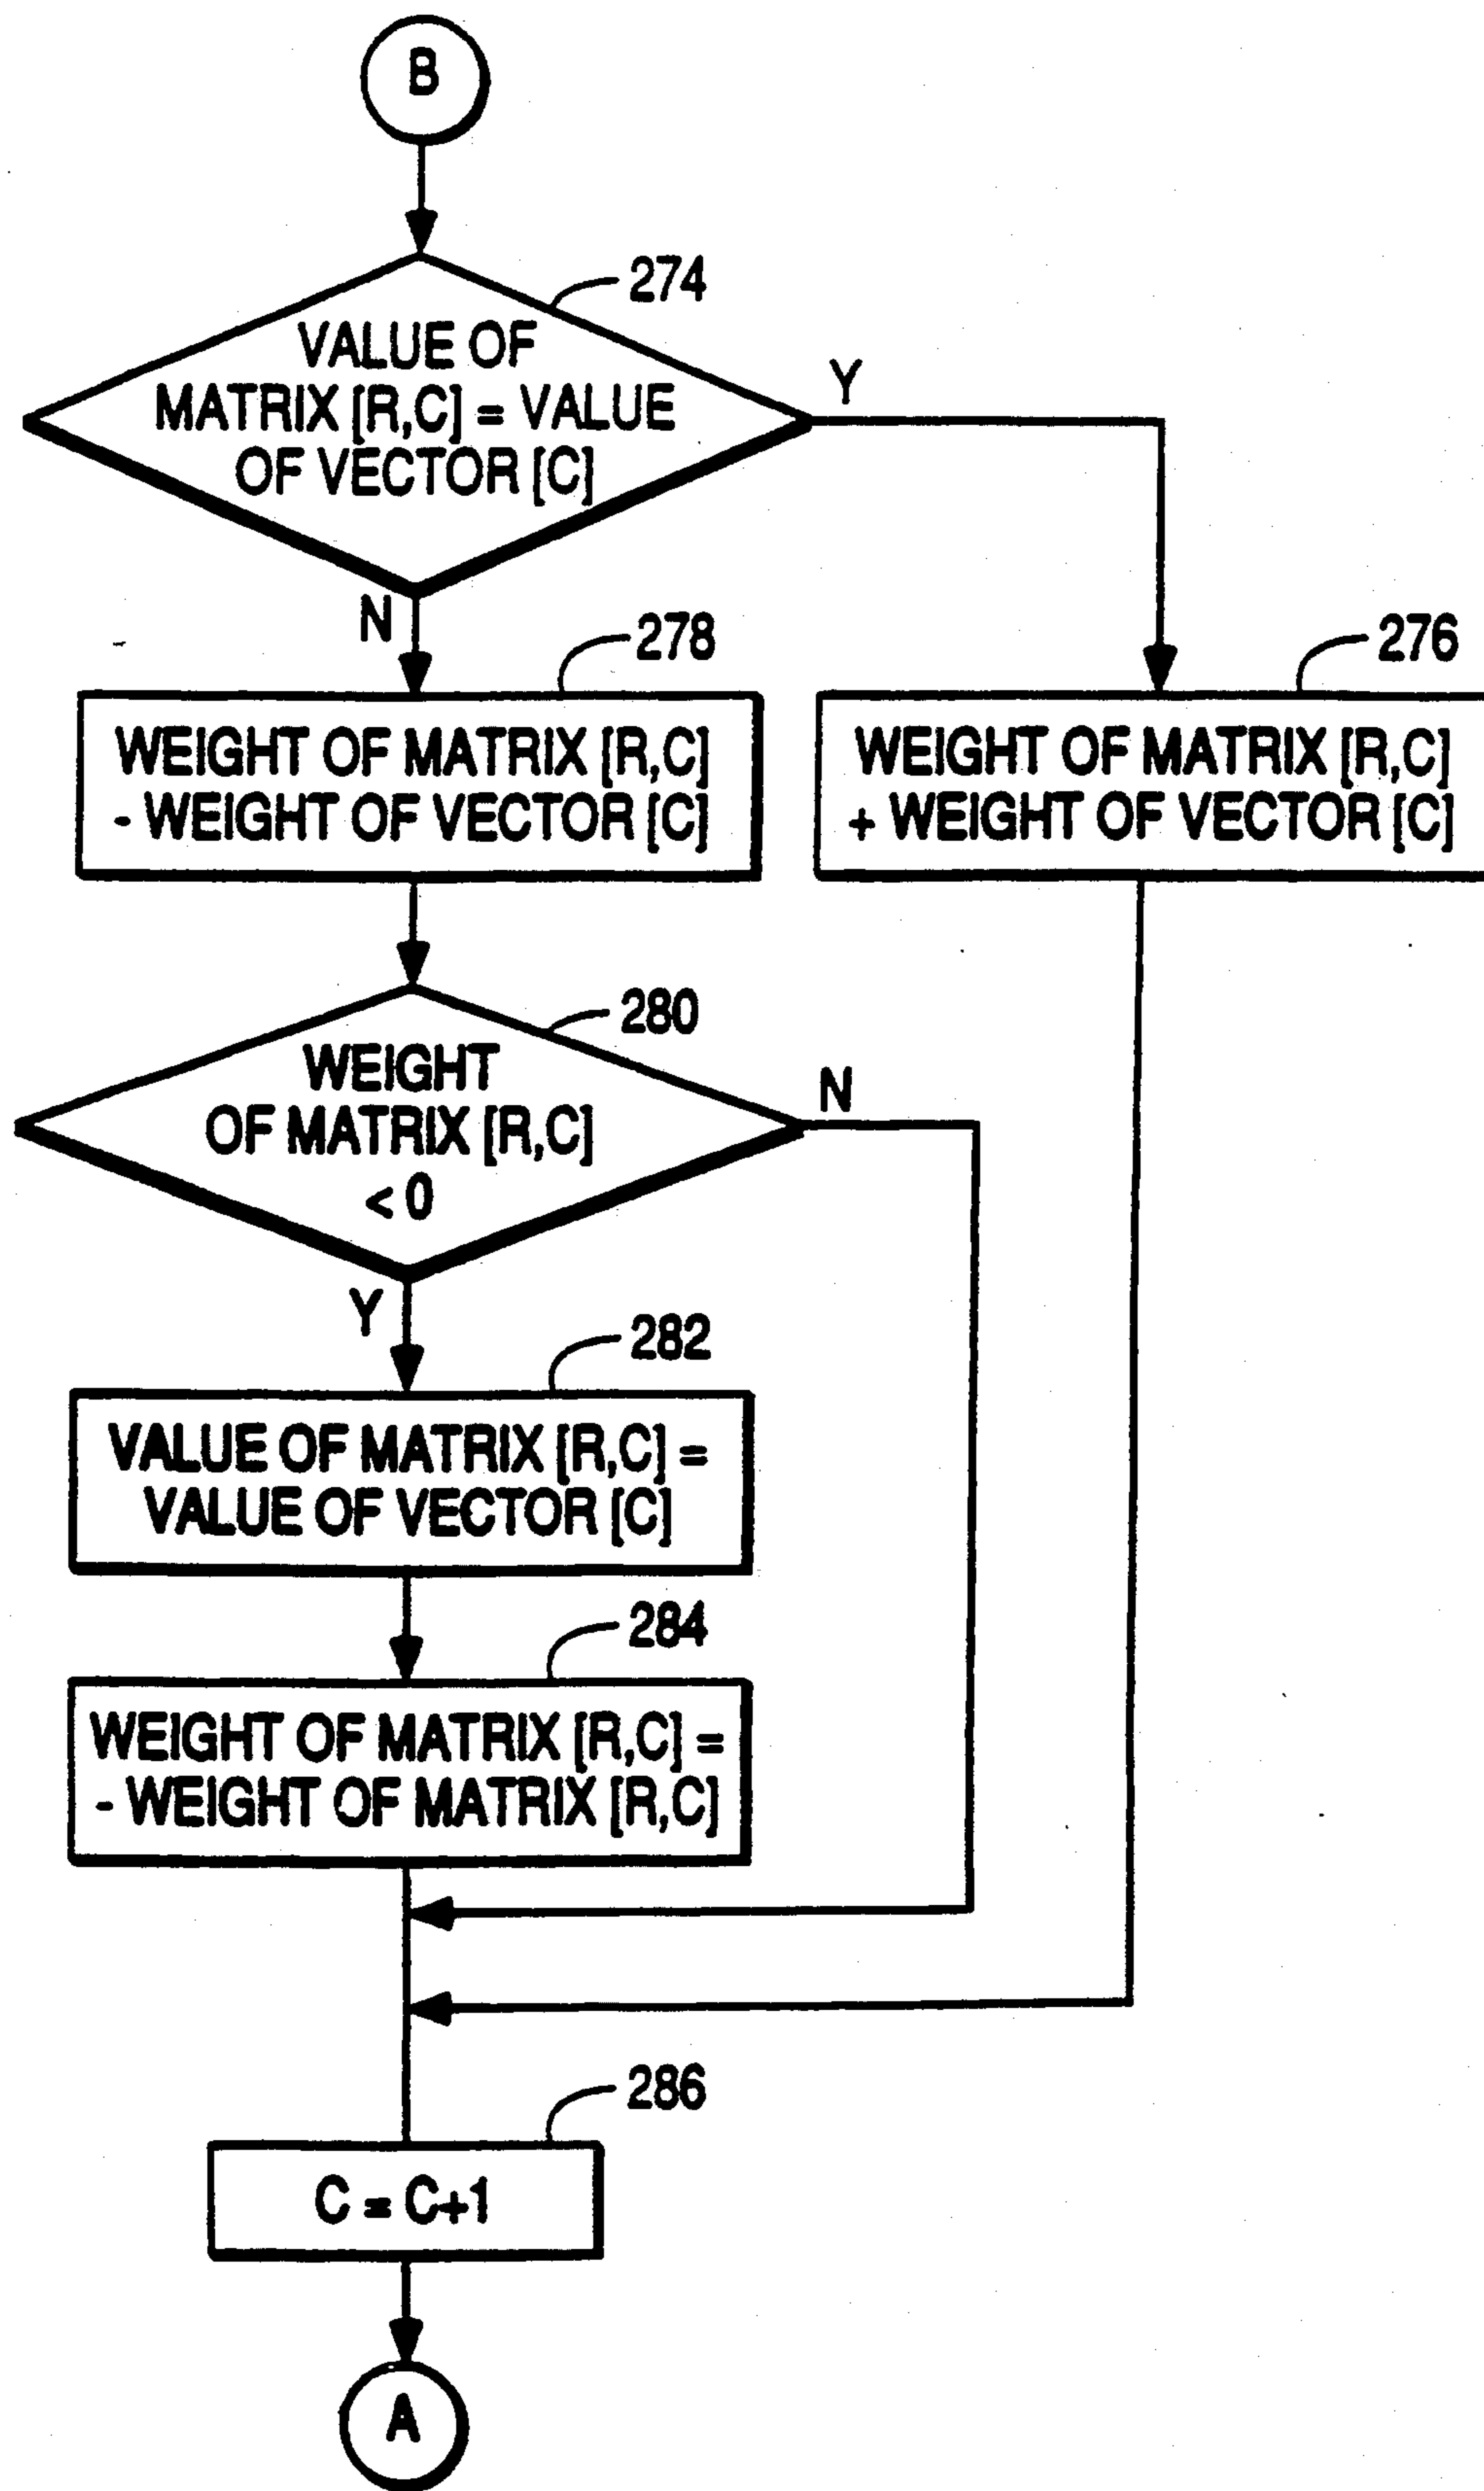 B
274
VALUE OF
MATRIX [R,C] = VALUE
OF VECTOR [C]
Y
N
278
WEIGHT OF MATRIX [R,C]
- WEIGHT OF VECTOR [C]
276
WEIGHT OF MATRIX [R,C]
+ WEIGHT OF VECTOR [C]
280
WEIGHT
OF MATRIX [R,C]
< 0
N
Y
282
VALUE OF MATRIX [R,C] =
VALUE OF VECTOR [C]
284
WEIGHT OF MATRIX [R,C] =
- WEIGHT OF MATRIX [R,C]
286
C = C+1
A